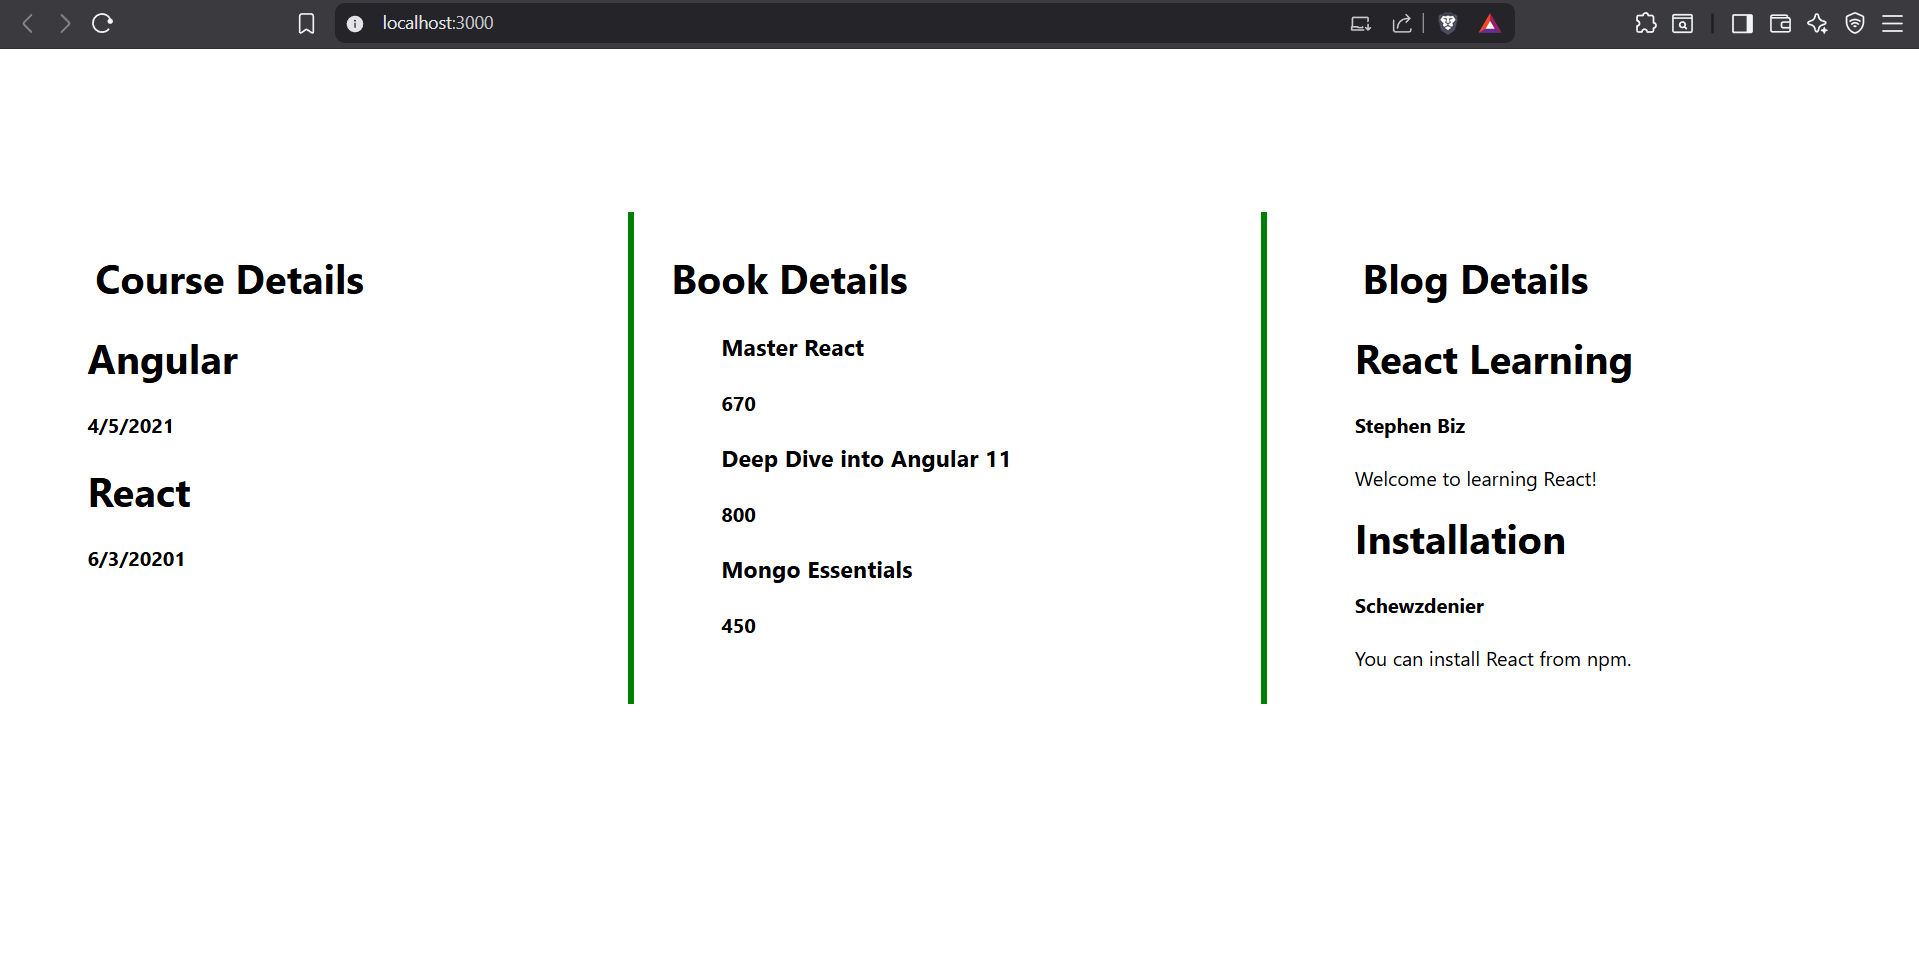 localhost:3000
Course Details
Angular
4/5/2021
React
6/3/20201
Book Details
Master React
670
Deep Dive into Angular 11
800
Mongo Essentials
450
Blog Details
React Learning
Stephen Biz
Welcome to learning React!
Installation
Schewzdenier
You can install React from npm.